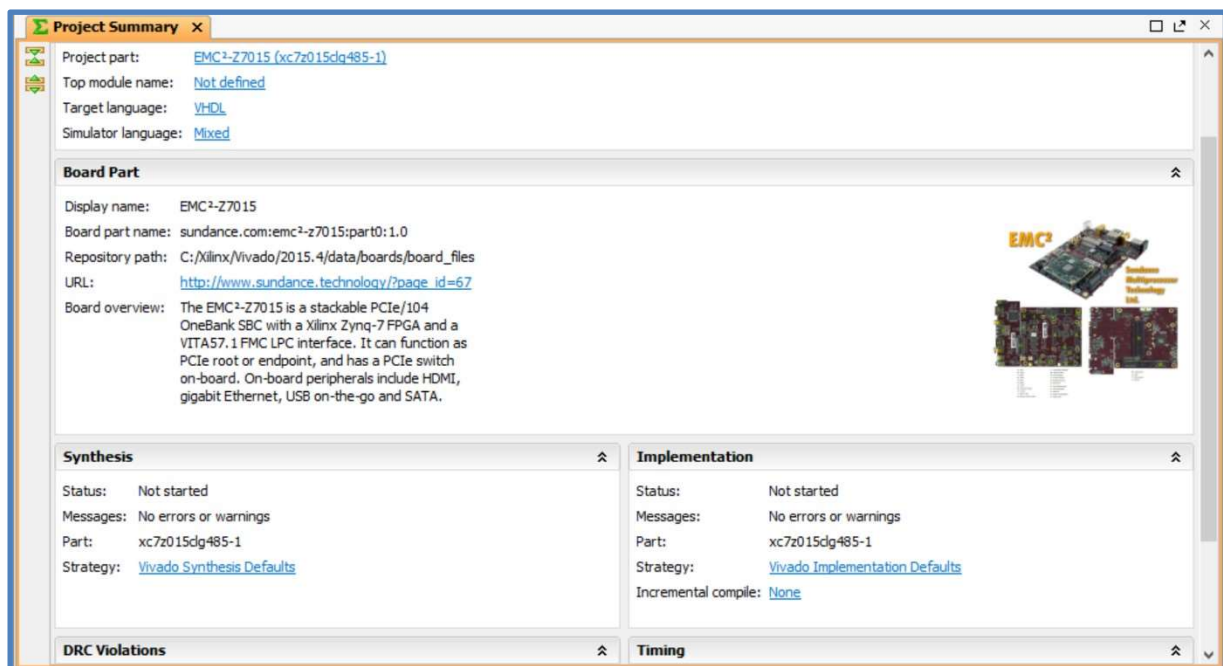 Project Summary
Project part: EMC²-Z7015 (xc7z015clg485-1)
Top module name: Not defined
Target language: VHDL
Simulator language: Mixed
Board Part
Display name: EMC²-Z7015
Board part name: sundance.com:emc²-z7015:part0:1.0
Repository path: C:/Xilinx/Vivado/2015.4/data/boards/board_files
URL: http://www.sundance.technology/?page_id=67
Board overview: The EMC²-Z7015 is a stackable PCIe/104
OneBank SBC with a Xilinx Zynq-7 FPGA and a
VITA57.1 FMC LPC interface. It can function as
PCIe root or endpoint, and has a PCIe switch
on-board. On-board peripherals include HDMI,
gigabit Ethernet, USB on-the-go and SATA.
EMC²
Sundance
Multiprocessor
Technology
Ltd.
Synthesis
Status: Not started
Messages: No errors or warnings
Part: xc7z015clg485-1
Strategy: Vivado Synthesis Defaults
Implementation
Status: Not started
Messages: No errors or warnings
Part: xc7z015clg485-1
Strategy: Vivado Implementation Defaults
Incremental compile: None
DRC Violations
Timing